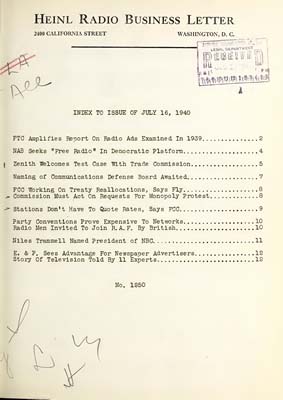 HEINL RADIO BUSINESS LETTER
2400 CALIFORNIA STREET WASHINGTON, D. C.
LEGAL DEPARTMENT
RECEIVED
All
INDEX TO ISSUE OF JULY 16, 1940
FTC Amplifies Report On Radio Ads Examined In 1939..............2
NAB Seeks "Free Radio" In Democratic Platform...................4
Zenith Welcomes Test Case With Trade Commission.................5
Naming of Communications Defense Board Awaited..................7
FCC Working On Treaty Reallocations, Says Fly...................8
Commission Must Act On Requests For Monopoly Protest............8
Stations Don't Have To Quote Rates, Says FCC....................9
Party Conventions Prove Expensive To Networks..................10
Radio Men Invited To Join R.A.F. By British....................10
Niles Trammell Named President of NBC..........................11
E. & P. Sees Advantage For Newspaper Advertisers...............12
Story Of Television Told By 11 Experts.........................12
No. 1250